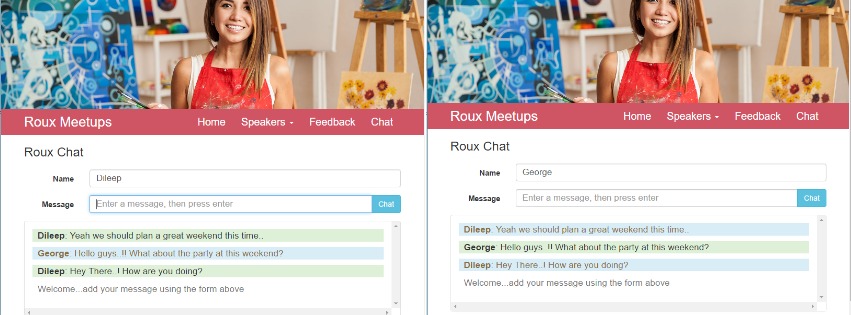 Roux Meetups Home Speakers Feedback Chat
Roux Chat
Name Dileep
Message Enter a message, then press enter Chat
Dileep: Yeah we should plan a great weekend this time..
George: Hello guys..!! What about the party at this weekend?
Dileep: Hey There..! How are you doing?
Welcome...add your message using the form above
Roux Meetups Home Speakers Feedback Chat
Roux Chat
Name George
Message Enter a message, then press enter Chat
Dileep: Yeah we should plan a great weekend this time..
George: Hello guys..!! What about the party at this weekend?
Dileep: Hey There..! How are you doing?
Welcome...add your message using the form above